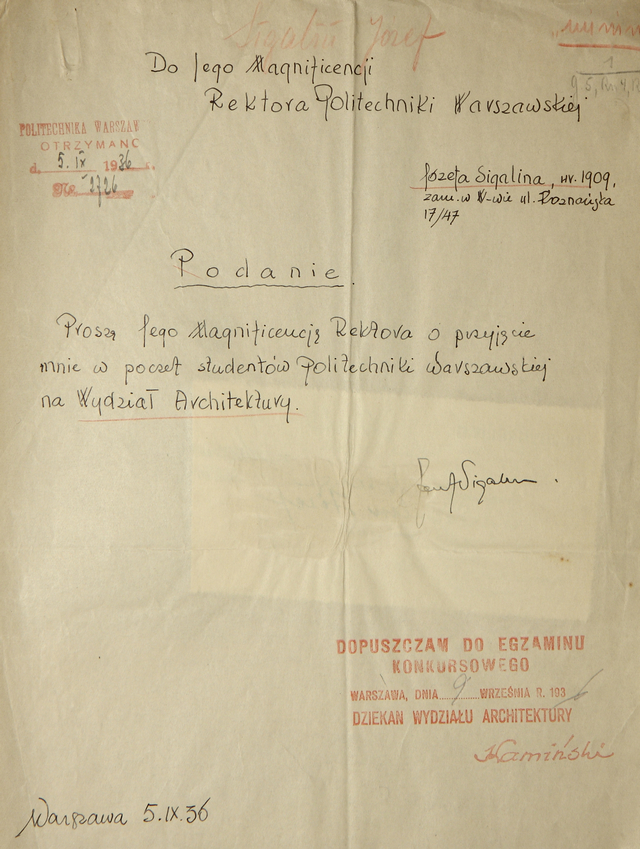 Sigalin Józef
1
Do Jego Magnificencji
Rektora Politechniki Warszawskiej
POLITECHNIKA WARSZAW
OTRZYMANO
d. 5. IX 1936
No 2726
Józefa Sigalina, ur. 1909,
zam. w W-wie ul. Poznańska
17/47
Podanie.
Proszę Jego Magnificencję Rektora o przyjęcie
mnie w poczet studentów Politechniki Warszawskiej
na Wydział Architektury.
Józef Sigalin.
DOPUSZCZAM DO EGZAMINU
KONKURSOWEGO
WARSZAWA, DNIA 9 WRZEŚNIA R. 1936
DZIEKAN WYDZIAŁU ARCHITEKTURY
Kamiński
Warszawa 5.IX.36